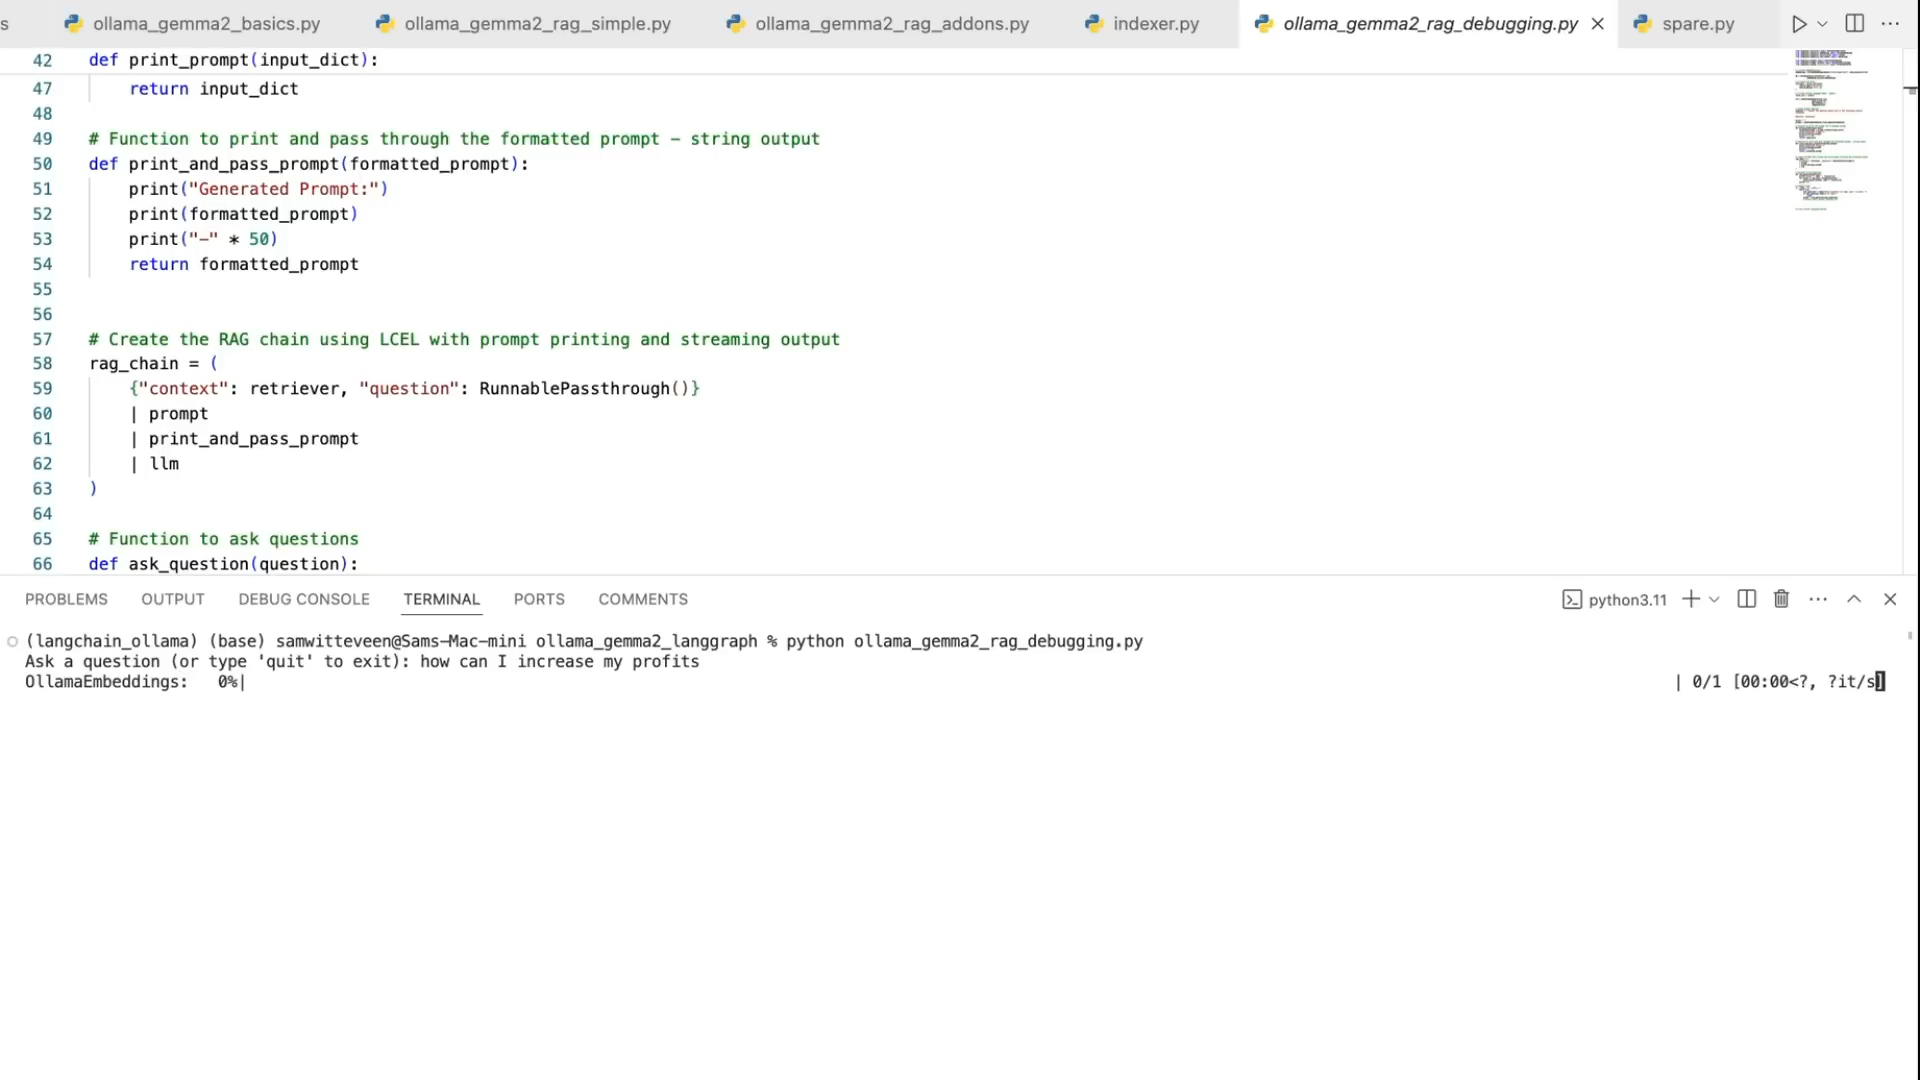 s
ollama_gemma2_basics.py
ollama_gemma2_rag_simple.py
ollama_gemma2_rag_addons.py
indexer.py
ollama_gemma2_rag_debugging.py
spare.py
42 def print_prompt(input_dict):
47     return input_dict
48
49 # Function to print and pass through the formatted prompt - string output
50 def print_and_pass_prompt(formatted_prompt):
51     print("Generated Prompt:")
52     print(formatted_prompt)
53     print("-" * 50)
54     return formatted_prompt
55
56
57 # Create the RAG chain using LCEL with prompt printing and streaming output
58 rag_chain = (
59     {"context": retriever, "question": RunnablePassthrough()}
60     | prompt
61     | print_and_pass_prompt
62     | llm
63 )
64
65 # Function to ask questions
66 def ask_question(question):
PROBLEMS OUTPUT DEBUG CONSOLE TERMINAL PORTS COMMENTS python3.11
(langchain_ollama) (base) samwitteveen@Sams-Mac-mini ollama_gemma2_langgraph % python ollama_gemma2_rag_debugging.py
Ask a question (or type 'quit' to exit): how can I increase my profits
OllamaEmbeddings:   0%| | 0/1 [00:00<?, ?it/s]